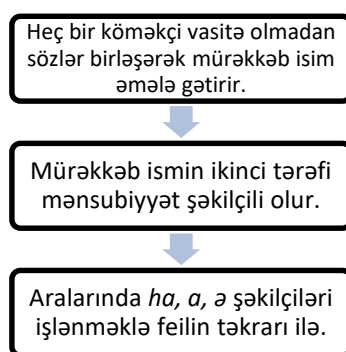 Heç bir köməkçi vasitə olmadan
sözlər birləşərək mürəkkəb isim
əmələ gətirir.
Mürəkkəb ismin ikinci tərəfi
mənsubiyyət şəkilçili olur.
Aralarında ha, a, ə şəkilçiləri
işlənməklə feilin təkrarı ilə.